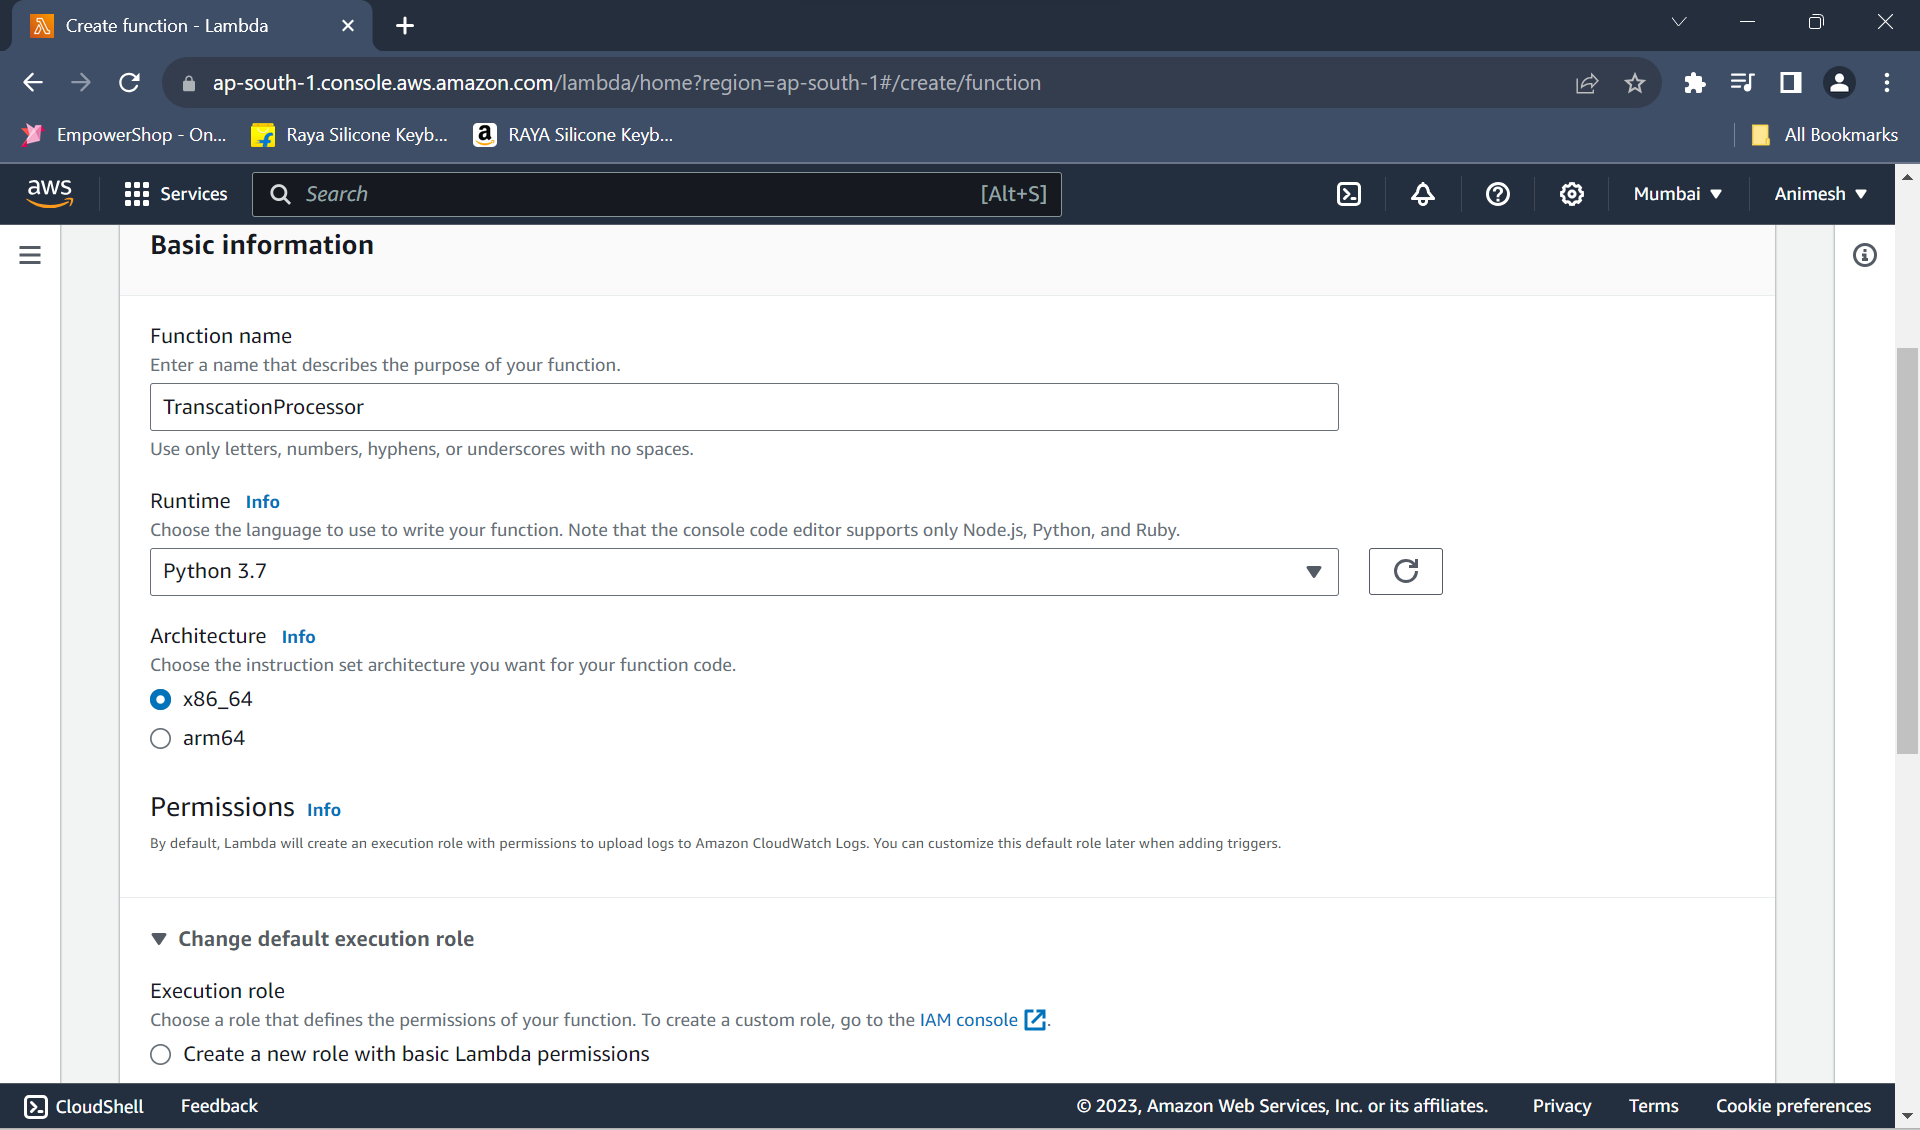 Create function - Lambda
ap-south-1.console.aws.amazon.com/lambda/home?region=ap-south-1#/create/function
EmpowerShop - On... Raya Silicone Keyb... RAYA Silicone Keyb... All Bookmarks
aws Services Search [Alt+S] Mumbai Animesh
Basic information
Function name
Enter a name that describes the purpose of your function.
TranscationProcessor
Use only letters, numbers, hyphens, or underscores with no spaces.
Runtime Info
Choose the language to use to write your function. Note that the console code editor supports only Node.js, Python, and Ruby.
Python 3.7
Architecture Info
Choose the instruction set architecture you want for your function code.
x86_64
arm64
Permissions Info
By default, Lambda will create an execution role with permissions to upload logs to Amazon CloudWatch Logs. You can customize this default role later when adding triggers.
Change default execution role
Execution role
Choose a role that defines the permissions of your function. To create a custom role, go to the IAM console.
Create a new role with basic Lambda permissions
CloudShell Feedback © 2023, Amazon Web Services, Inc. or its affiliates. Privacy Terms Cookie preferences